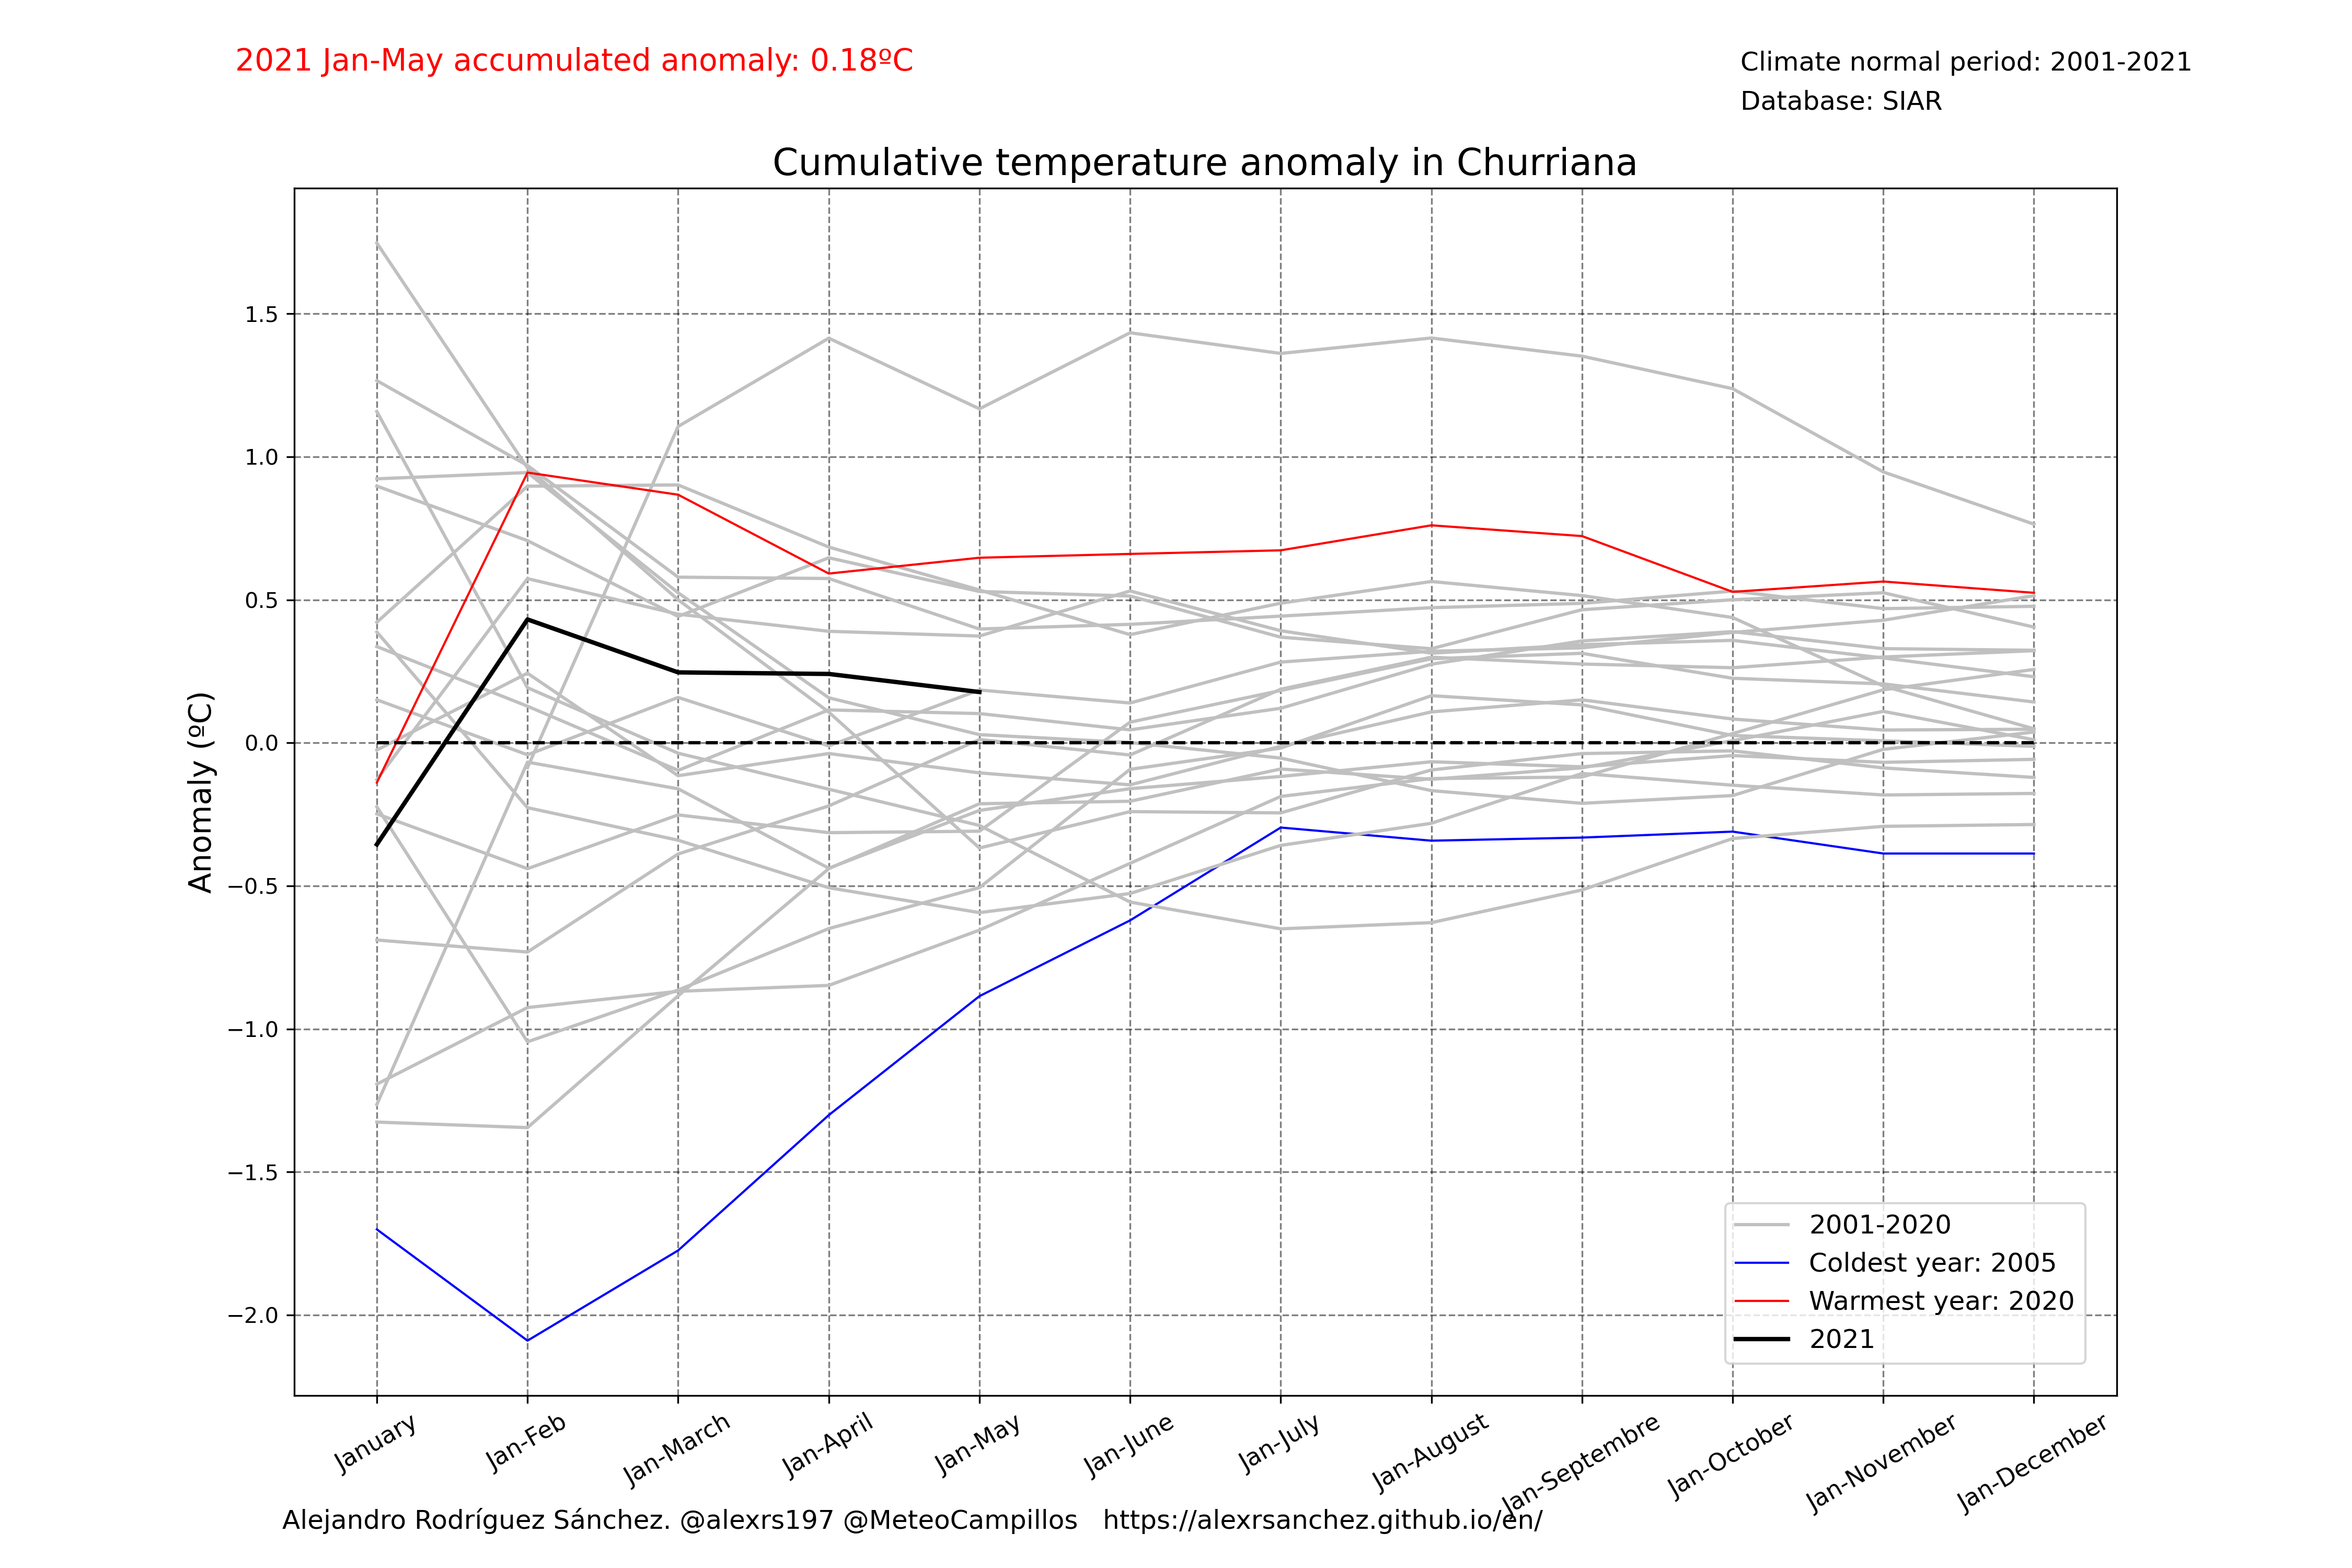 2021 Jan-May accumulated anomaly: 0.18ºC
Climate normal period: 2001-2021
Database: SIAR
Cumulative temperature anomaly in Churriana
Anomaly (ºC)
1.5
1.0
0.5
0.0
−0.5
−1.0
−1.5
−2.0
2001-2020
Coldest year: 2005
Warmest year: 2020
2021
January
Jan-Feb
Jan-March
Jan-April
Jan-May
Jan-June
Jan-July
Jan-August
Jan-Septembre
Jan-October
Jan-November
Jan-December
Alejandro Rodríguez Sánchez. @alexrs197 @MeteoCampillos https://alexrsanchez.github.io/en/